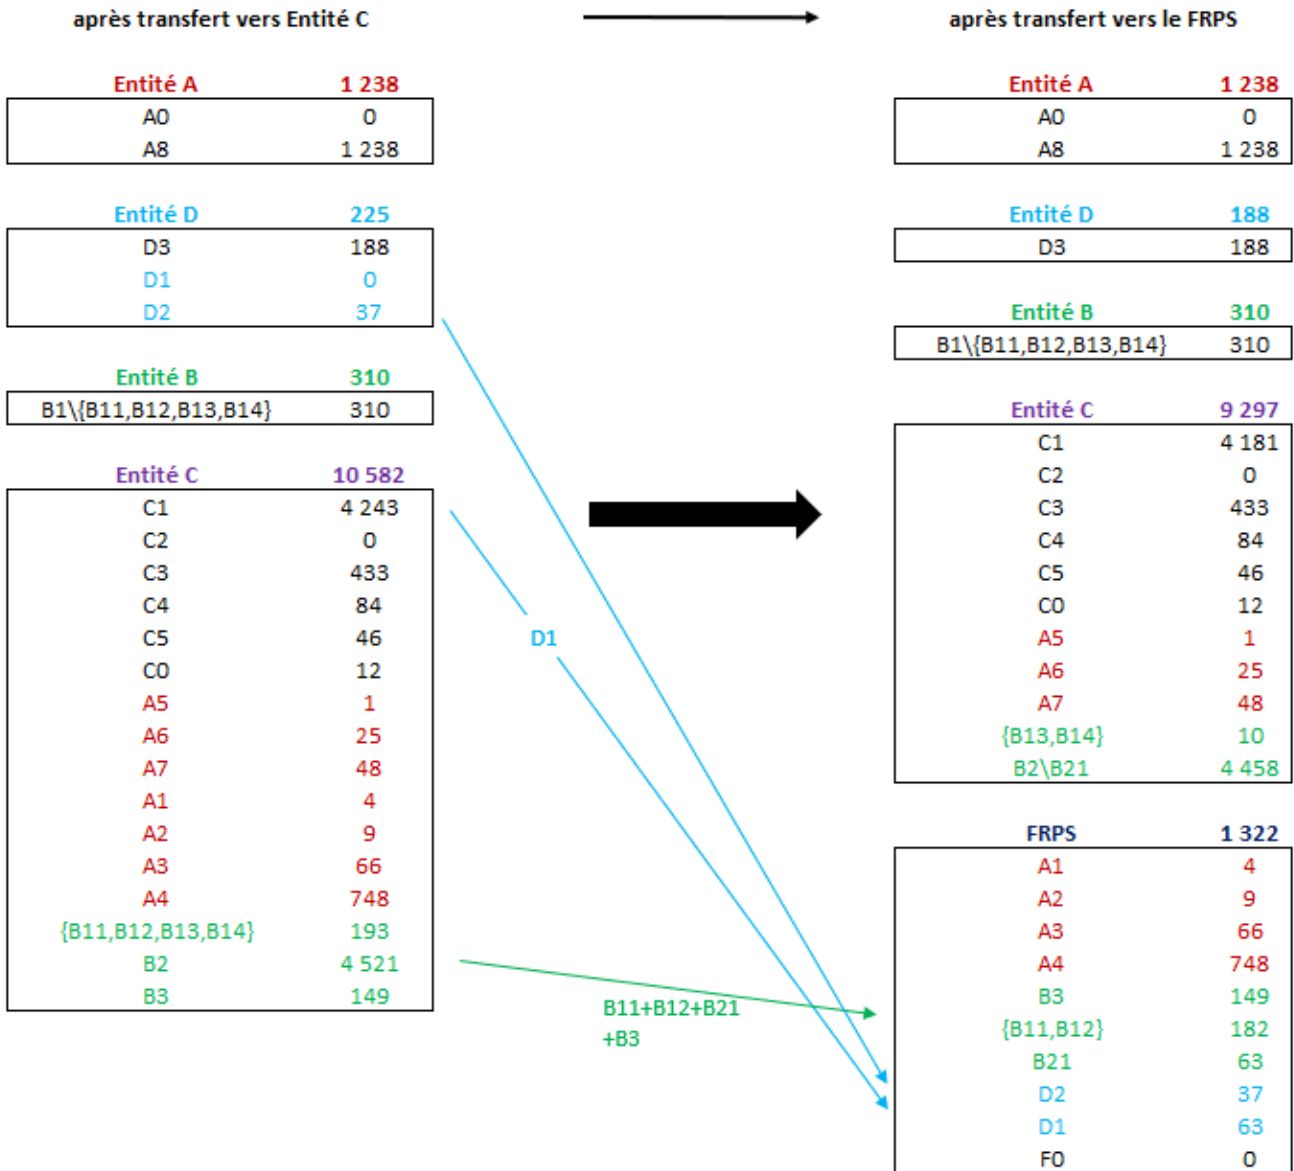 après transfert vers Entité C
Entité A 1 238
A0 0
A8 1 238
Entité D 225
D3 188
D1 0
D2 37
Entité B 310
B1\{B11,B12,B13,B14} 310
Entité C 10 582
C1 4 243
C2 0
C3 433
C4 84
C5 46
C0 12
A5 1
A6 25
A7 48
A1 4
A2 9
A3 66
A4 748
{B11,B12,B13,B14} 193
B2 4 521
B3 149
D1
B11+B12+B21
+B3
après transfert vers le FRPS
Entité A 1 238
A0 0
A8 1 238
Entité D 188
D3 188
Entité B 310
B1\{B11,B12,B13,B14} 310
Entité C 9 297
C1 4 181
C2 0
C3 433
C4 84
C5 46
C0 12
A5 1
A6 25
A7 48
{B13,B14} 10
B2\B21 4 458
FRPS 1 322
A1 4
A2 9
A3 66
A4 748
B3 149
{B11,B12} 182
B21 63
D2 37
D1 63
F0 0